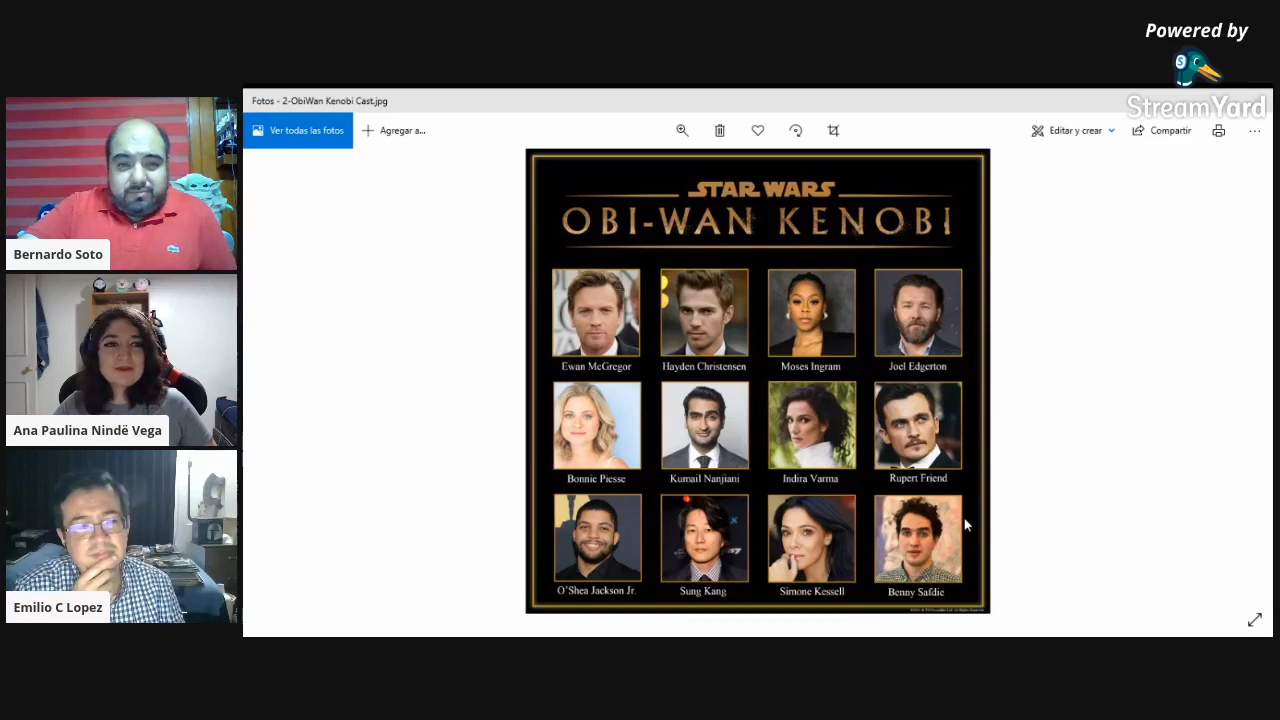 Powered by
StreamYard
Fotos - 2-ObiWan Kenobi Cast.jpg
Ver todas las fotos
Agregar a...
Editar y crear
Compartir
STAR WARS
OBI-WAN KENOBI
Ewan McGregor
Hayden Christensen
Moses Ingram
Joel Edgerton
Bonnie Piesse
Kumail Nanjiani
Indira Varma
Rupert Friend
O'Shea Jackson Jr.
Sung Kang
Simone Kessell
Benny Safdie
Bernardo Soto
Ana Paulina Nindë Vega
Emilio C Lopez